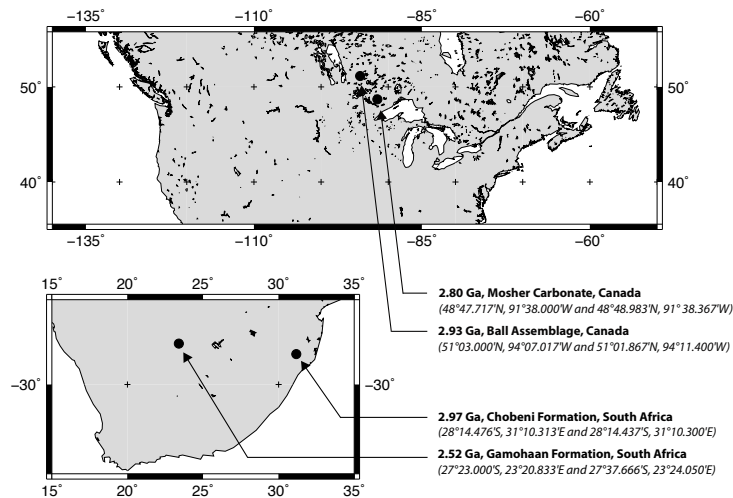 −135° −110° −85° −60°
50° 50°
40° 40°
−135° −110° −85° −60°
15° 20° 25° 30° 35°
2.80 Ga, Mosher Carbonate, Canada
(48°47.717'N, 91°38.000'W and 48°48.983'N, 91° 38.367'W)
2.93 Ga, Ball Assemblage, Canada
(51°03.000'N, 94°07.017'W and 51°01.867'N, 94°11.400'W)
−30° −30°
2.97 Ga, Chobeni Formation, South Africa
(28°14.476'S, 31°10.313'E and 28°14.437'S, 31°10.300'E)
2.52 Ga, Gamohaan Formation, South Africa
(27°23.000'S, 23°20.833'E and 27°37.666'S, 23°24.050'E)
15° 20° 25° 30° 35°